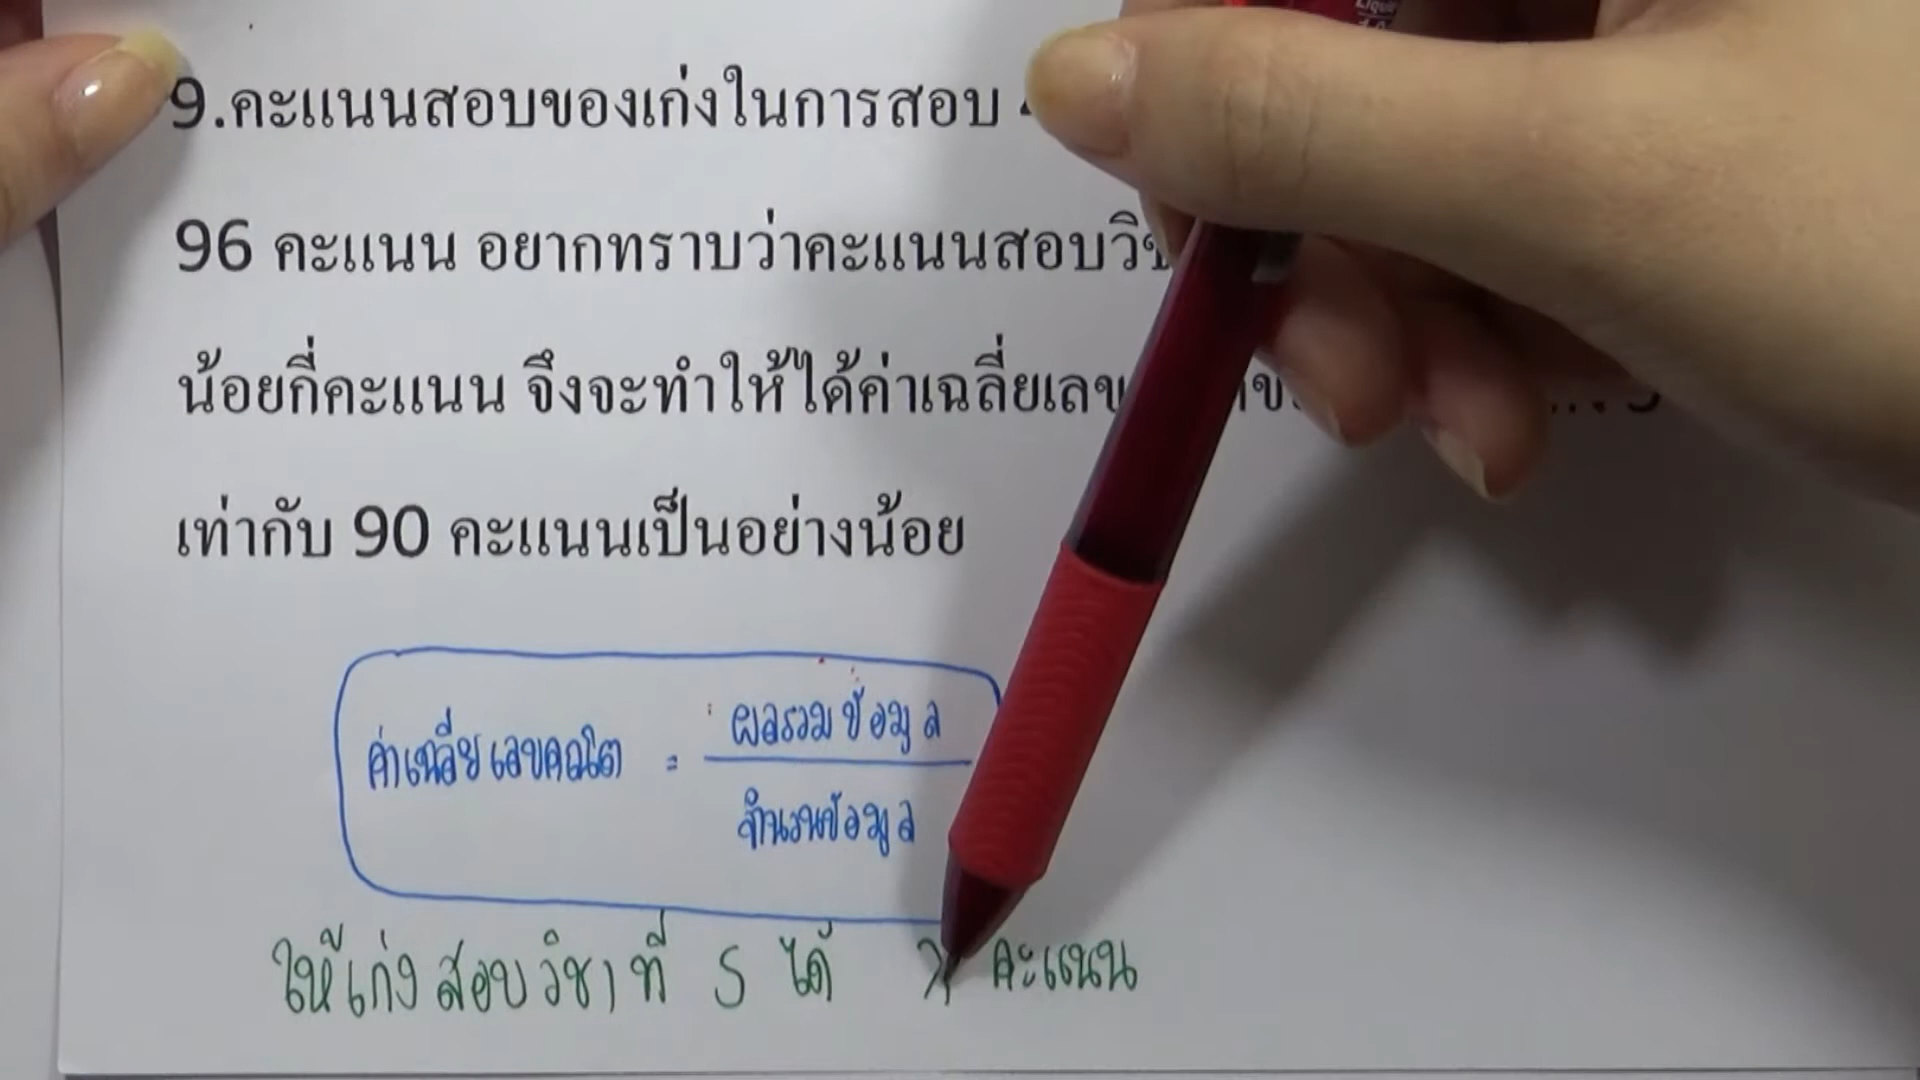 9.คะแนนสอบของเก่งในการสอบ
96 คะแนน อยากทราบว่าคะแนนสอบ
น้อยกี่คะแนน จึงจะทำให้ได้ค่าเฉลี่ย
เท่ากับ 90 คะแนนเป็นอย่างน้อย
ค่าเฉลี่ยเลขคณิต = ผลรวมข้อมูล
จำนวนข้อมูล
ให้เก่งสอบวิชาที่ 5 ได้ x คะแนน